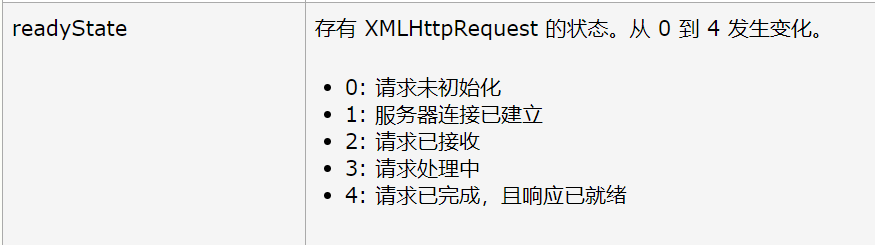 readyState
存有 XMLHttpRequest 的状态。从 0 到 4 发生变化。
• 0: 请求未初始化
• 1: 服务器连接已建立
• 2: 请求已接收
• 3: 请求处理中
• 4: 请求已完成，且响应已就绪